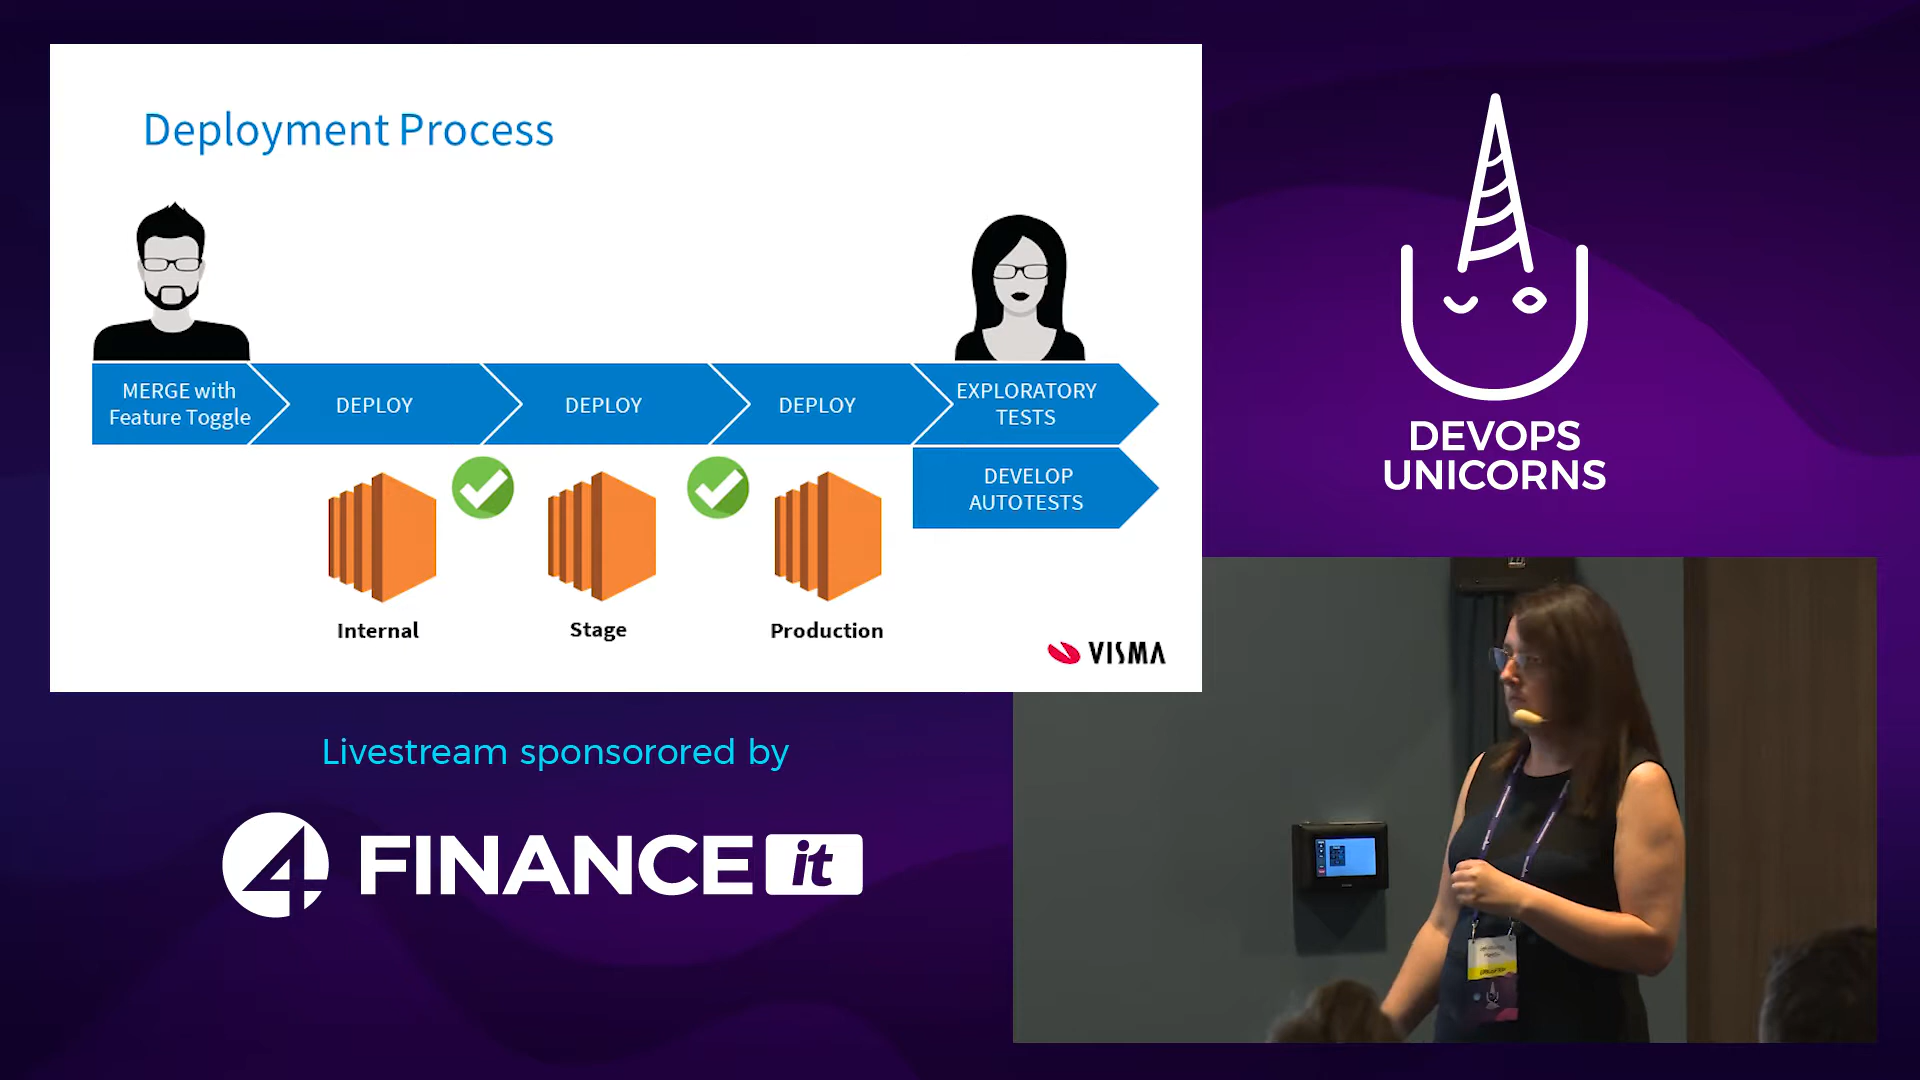 Deployment Process
MERGE with
Feature Toggle
DEPLOY
DEPLOY
DEPLOY
EXPLORATORY
TESTS
DEVELOP
AUTOTESTS
Internal
Stage
Production
VISMA
DEVOPS
UNICORNS
Livestream sponsorored by
4FINANCE it